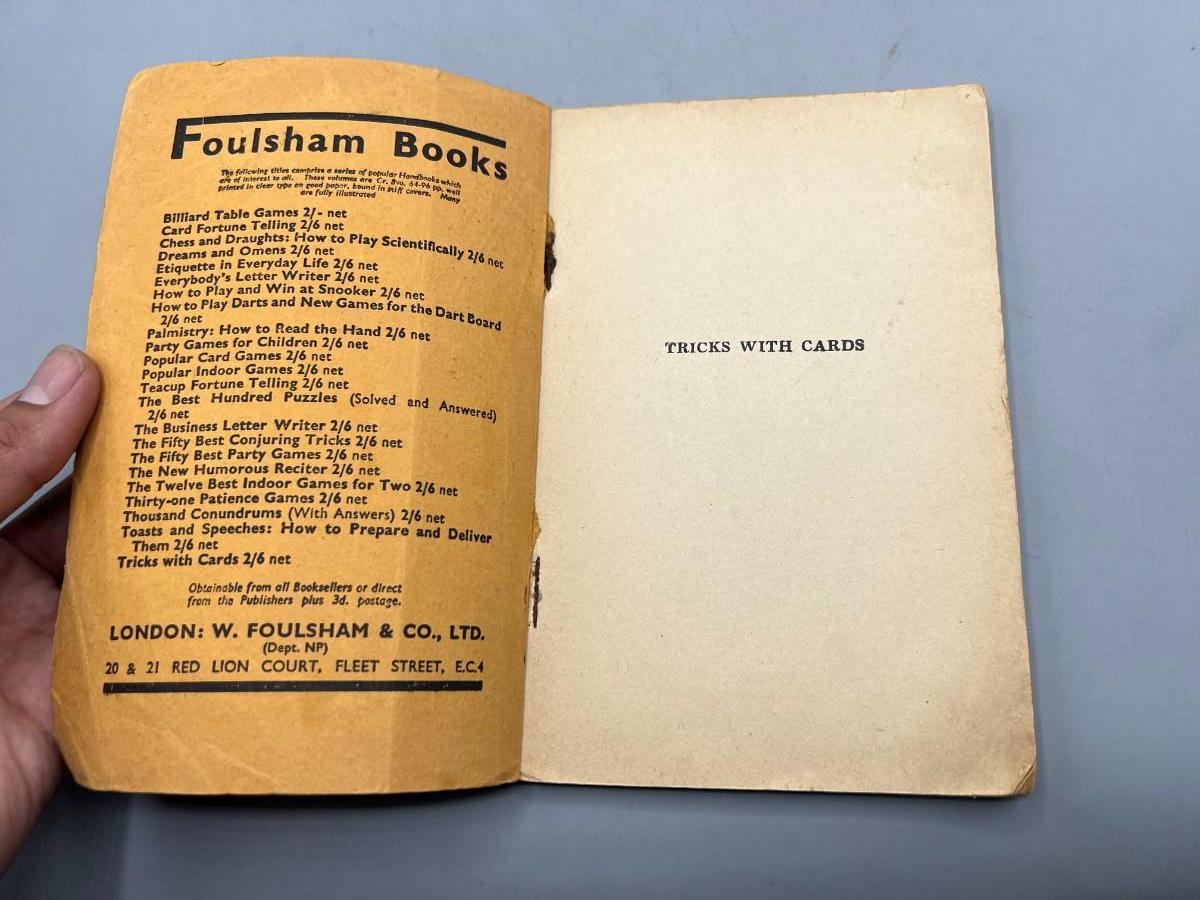 Foulsham Books
The following titles comprise a series of popular Handbooks which
are of interest to all. These volumes are Cr. 8vo. 64-96 pp. well
printed in clear type on good paper, bound in stiff covers. Many
are fully illustrated
Billiard Table Games 2/- net
Card Fortune Telling 2/6 net
Chess and Draughts: How to Play Scientifically 2/6 net
Dreams and Omens 2/6 net
Etiquette in Everyday Life 2/6 net
Everybody's Letter Writer 2/6 net
How to Play and Win at Snooker 2/6 net
How to Play Darts and New Games for the Dart Board
2/6 net
Palmistry: How to Read the Hand 2/6 net
Party Games for Children 2/6 net
Popular Card Games 2/6 net
Popular Indoor Games 2/6 net
Teacup Fortune Telling 2/6 net
The Best Hundred Puzzles (Solved and Answered)
2/6 net
The Business Letter Writer 2/6 net
The Fifty Best Conjuring Tricks 2/6 net
The Fifty Best Party Games 2/6 net
The New Humorous Reciter 2/6 net
The Twelve Best Indoor Games for Two 2/6 net
Thirty-one Patience Games 2/6 net
Thousand Conundrums (With Answers) 2/6 net
Toasts and Speeches: How to Prepare and Deliver
Them 2/6 net
Tricks with Cards 2/6 net
Obtainable from all Booksellers or direct
from the Publishers plus 3d. postage.
LONDON: W. FOULSHAM & CO., LTD.
(Dept. NP)
20 & 21 RED LION COURT, FLEET STREET, E.C.4
TRICKS WITH CARDS